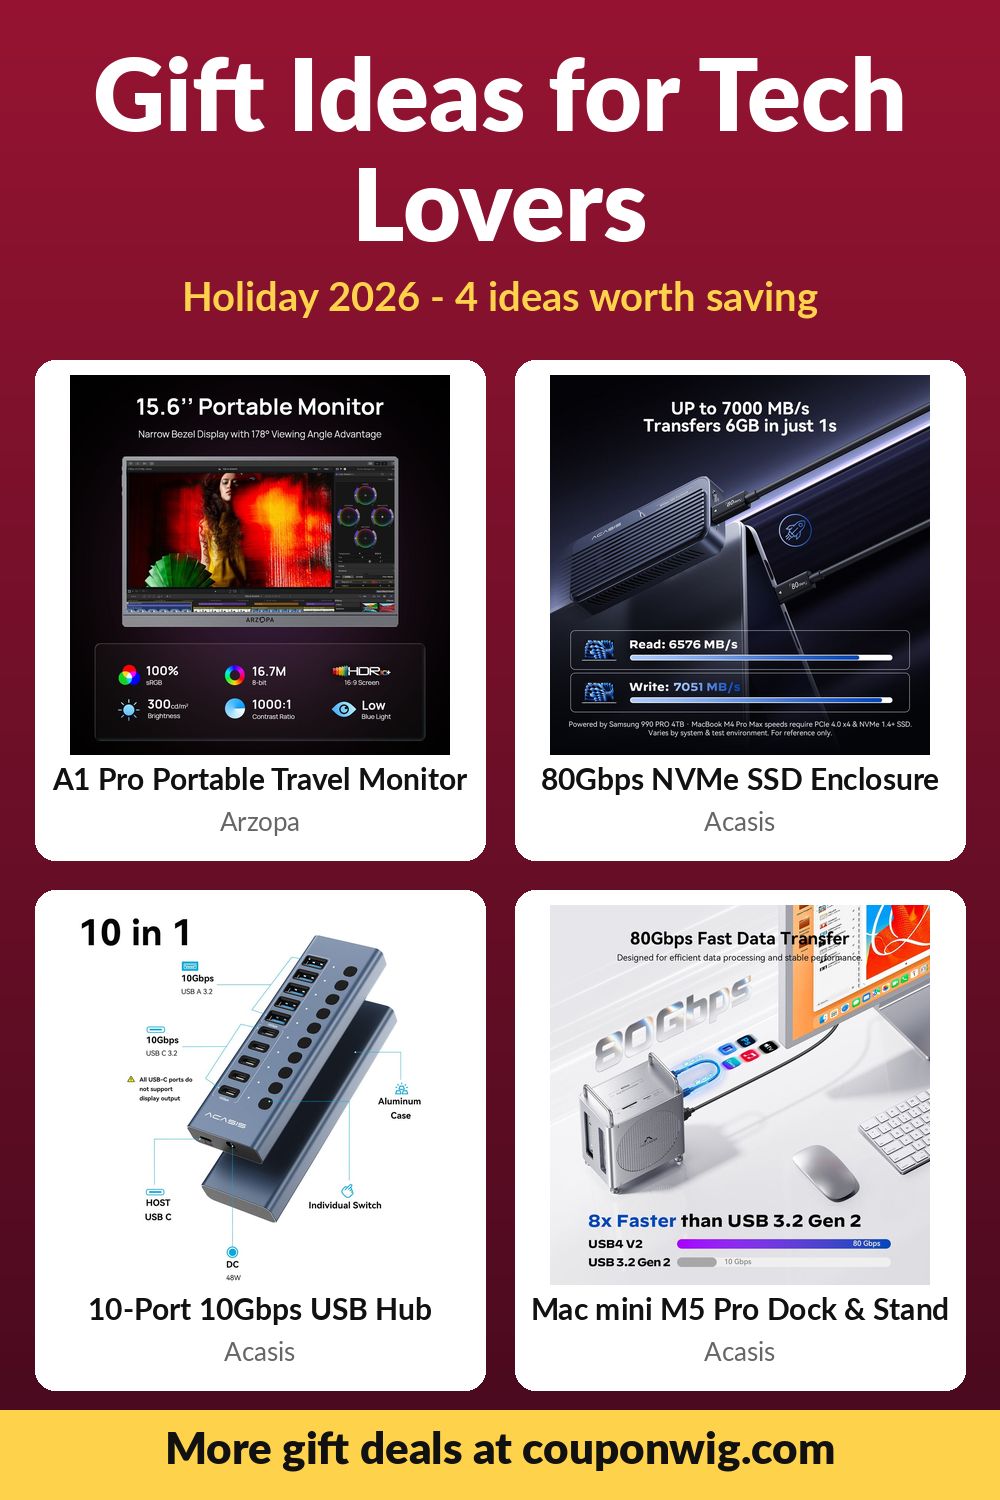 Gift Ideas for Tech
Lovers
Holiday 2026 - 4 ideas worth saving
15.6’’ Portable Monitor
Narrow Bezel Display with 178° Viewing Angle Advantage
ARZOPA
100%
sRGB
16.7M
8-bit
HDR
16:9 Screen
300cd/m²
Brightness
1000:1
Contrast Ratio
Low
Blue Light
A1 Pro Portable Travel Monitor
Arzopa
UP to 7000 MB/s
Transfers 6GB in just 1s
ACASIS
Read: 6576 MB/s
Write: 7051 MB/s
Powered by Samsung 990 PRO 4TB · MacBook M4 Pro Max speeds require PCIe 4.0 x4 & NVMe 1.4+ SSD.
Varies by system & test environment. For reference only.
80Gbps NVMe SSD Enclosure
Acasis
10 in 1
10Gbps
USB A 3.2
10Gbps
USB C 3.2
All USB-C ports do
not support
display output
ACASIS
Aluminum
Case
HOST
USB C
Individual Switch
DC
48W
10-Port 10Gbps USB Hub
Acasis
80Gbps Fast Data Transfer
Designed for efficient data processing and stable performance.
80Gbps
8x Faster than USB 3.2 Gen 2
USB4 V2
80 Gbps
USB 3.2 Gen 2
10 Gbps
Mac mini M5 Pro Dock & Stand
Acasis
More gift deals at couponwig.com